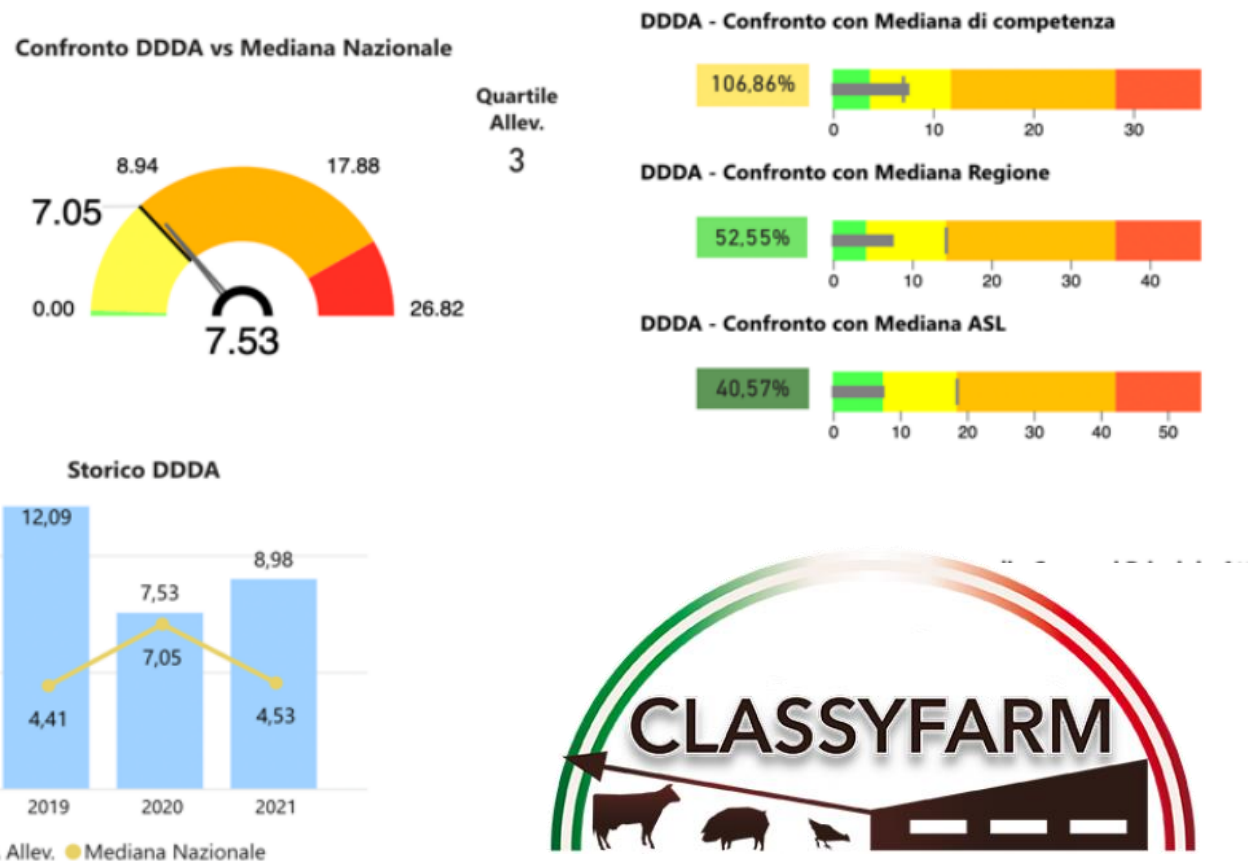 Confronto DDDA vs Mediana Nazionale
Quartile
Allev.
3
8.94
17.88
7.05
0.00
26.82
7.53
DDDA - Confronto con Mediana di competenza
106,86%
0 10 20 30
DDDA - Confronto con Mediana Regione
52,55%
0 10 20 30 40
DDDA - Confronto con Mediana ASL
40,57%
0 10 20 30 40 50
Storico DDDA
12,09
8,98
7,53
7,05
4,41
4,53
2019 2020 2021
Allev. Mediana Nazionale
CLASSYFARM